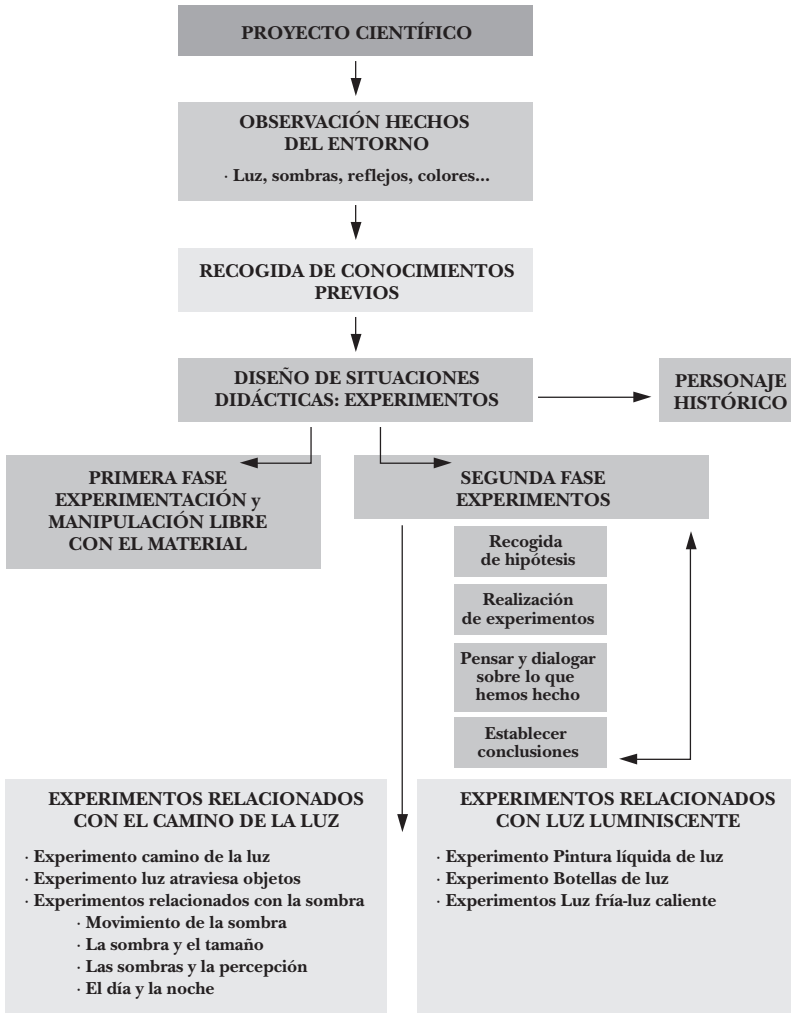 PROYECTO CIENTÍFICO
OBSERVACIÓN HECHOS
DEL ENTORNO
· Luz, sombras, reflejos, colores...
RECOGIDA DE CONOCIMIENTOS
PREVIOS
DISEÑO DE SITUACIONES
DIDÁCTICAS: EXPERIMENTOS
PERSONAJE
HISTÓRICO
PRIMERA FASE
EXPERIMENTACIÓN y
MANIPULACIÓN LIBRE
CON EL MATERIAL
SEGUNDA FASE
EXPERIMENTOS
Recogida
de hipótesis
Realización
de experimentos
Pensar y dialogar
sobre lo que
hemos hecho
Establecer
conclusiones
EXPERIMENTOS RELACIONADOS
CON EL CAMINO DE LA LUZ
· Experimento camino de la luz
· Experimento luz atraviesa objetos
· Experimentos relacionados con la sombra
· Movimiento de la sombra
· La sombra y el tamaño
· Las sombras y la percepción
· El día y la noche
EXPERIMENTOS RELACIONADOS
CON LUZ LUMINISCENTE
· Experimento Pintura líquida de luz
· Experimento Botellas de luz
· Experimentos Luz fría-luz caliente